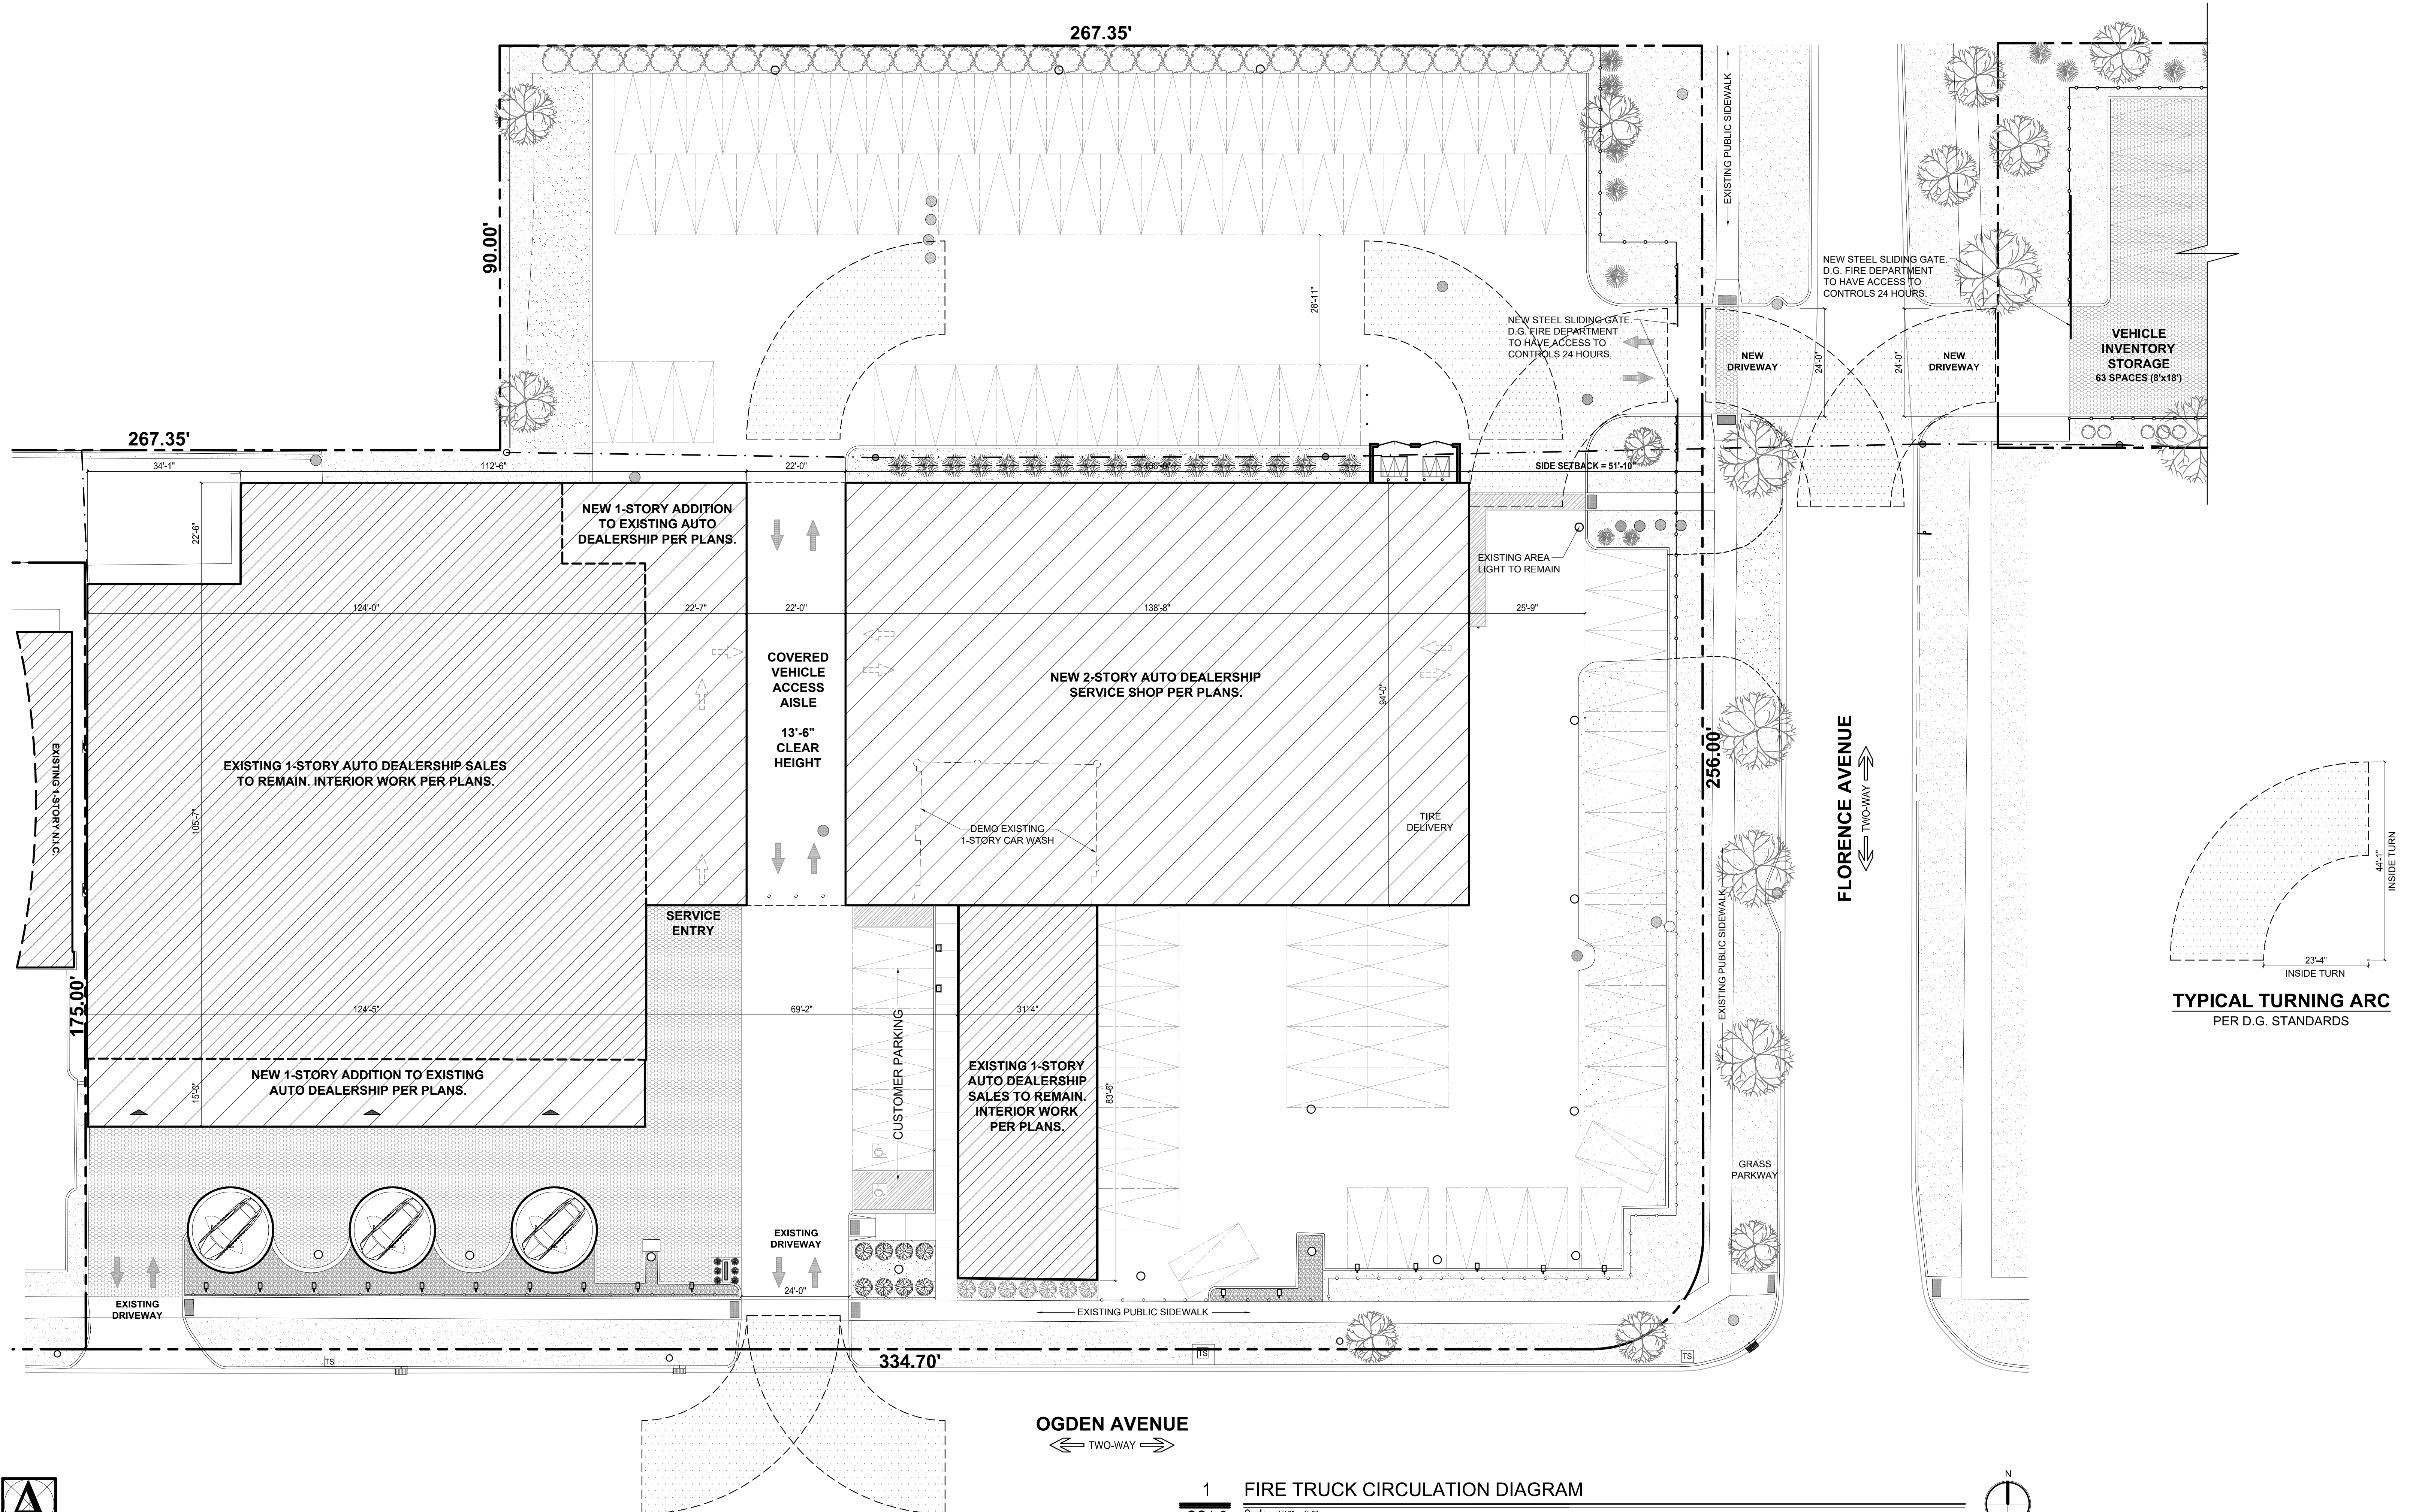 267.35'
EXISTING PUBLIC SIDEWALK
90.00'
28'-11"
NEW STEEL SLIDING GATE.
D.G. FIRE DEPARTMENT
TO HAVE ACCESS TO
CONTROLS 24 HOURS.
NEW STEEL SLIDING GATE.
D.G. FIRE DEPARTMENT
TO HAVE ACCESS TO
CONTROLS 24 HOURS.
NEW
DRIVEWAY
24'-0"
24'-0"
NEW
DRIVEWAY
VEHICLE
INVENTORY
STORAGE
63 SPACES (8'x18')
267.35'
34'-1"
112'-6"
22'-0"
138'-8"
SIDE SETBACK = 51'-10"
22'-6"
NEW 1-STORY ADDITION
TO EXISTING AUTO
DEALERSHIP PER PLANS.
EXISTING AREA
LIGHT TO REMAIN
124'-0"
22'-7"
22'-0"
138'-8"
25'-9"
COVERED
VEHICLE
ACCESS
AISLE
13'-6"
CLEAR
HEIGHT
NEW 2-STORY AUTO DEALERSHIP
SERVICE SHOP PER PLANS.
94'-0"
EXISTING 1-STORY N.I.C.
EXISTING 1-STORY AUTO DEALERSHIP SALES
TO REMAIN. INTERIOR WORK PER PLANS.
105'-7"
DEMO EXISTING
1-STORY CAR WASH
TIRE
DELIVERY
256.00'
FLORENCE AVENUE
TWO-WAY
44'-1"
INSIDE TURN
23'-4"
INSIDE TURN
TYPICAL TURNING ARC
PER D.G. STANDARDS
SERVICE
ENTRY
EXISTING PUBLIC SIDEWALK
175.00'
124'-5"
69'-2"
31'-4"
CUSTOMER PARKING
EXISTING 1-STORY
AUTO DEALERSHIP
SALES TO REMAIN.
INTERIOR WORK
PER PLANS.
83'-6"
NEW 1-STORY ADDITION TO EXISTING
AUTO DEALERSHIP PER PLANS.
15'-0"
GRASS
PARKWAY
EXISTING
DRIVEWAY
EXISTING
DRIVEWAY
24'-0"
EXISTING PUBLIC SIDEWALK
TS
334.70'
TS
TS
OGDEN AVENUE
TWO-WAY
N
1
FIRE TRUCK CIRCULATION DIAGRAM
A